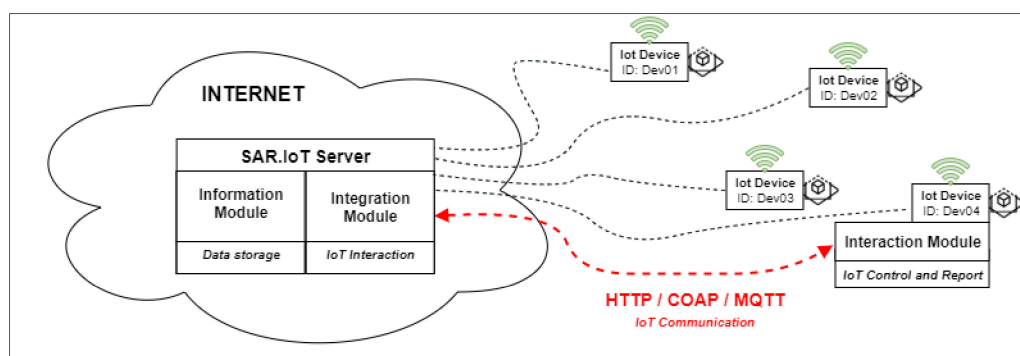 INTERNET
SAR.IoT Server
Information
Module
Data storage
Integration
Module
IoT Interaction
Iot Device
ID: Dev01
Iot Device
ID: Dev02
Iot Device
ID: Dev03
Iot Device
ID: Dev04
Interaction Module
IoT Control and Report
HTTP / COAP / MQTT
IoT Communication